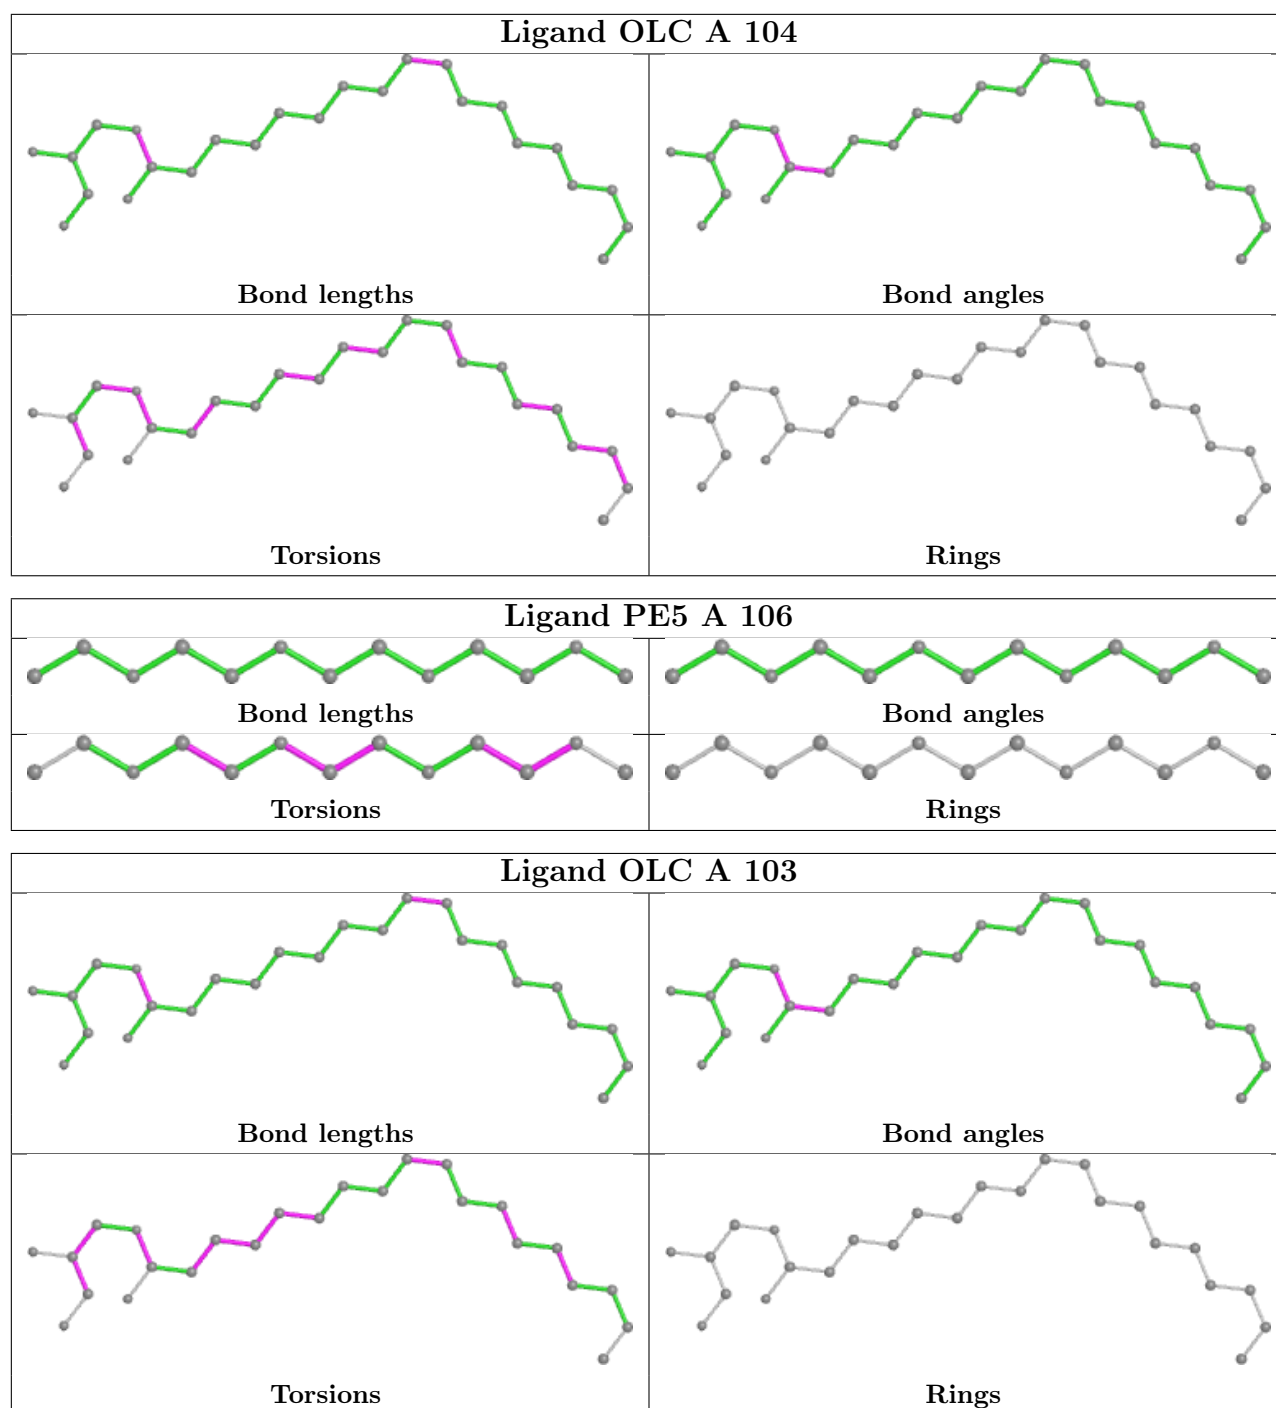 Ligand OLC A 104
Bond lengths
Bond angles
Torsions
Rings
Ligand PE5 A 106
Bond lengths
Bond angles
Torsions
Rings
Ligand OLC A 103
Bond lengths
Bond angles
Torsions
Rings